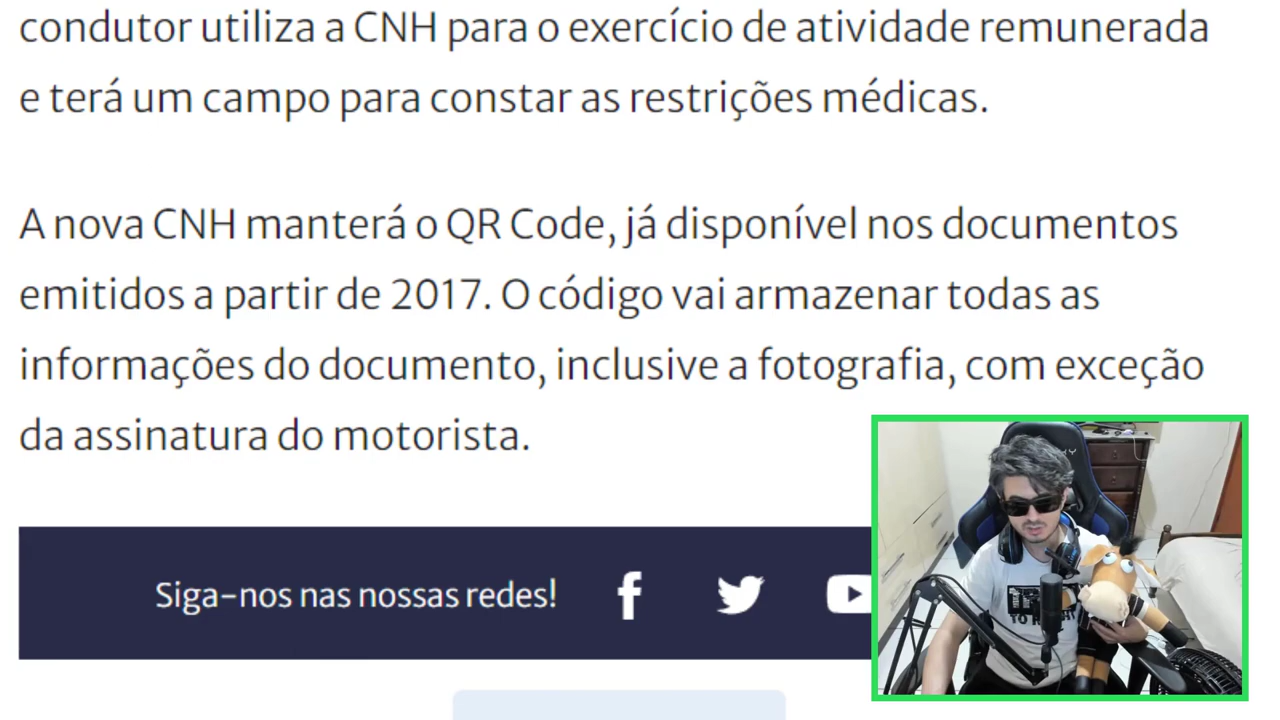 condutor utiliza a CNH para o exercício de atividade remunerada
e terá um campo para constar as restrições médicas.
A nova CNH manterá o QR Code, já disponível nos documentos
emitidos a partir de 2017. O código vai armazenar todas as
informações do documento, inclusive a fotografia, com exceção
da assinatura do motorista.
Siga-nos nas nossas redes!